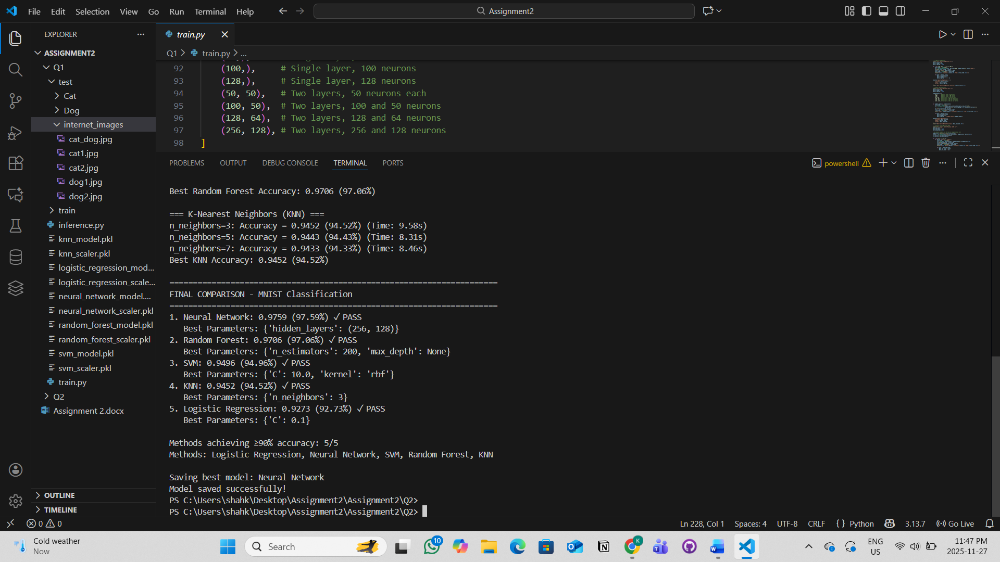 File Edit Selection View Go Run Terminal Help
Assignment2
EXPLORER
train.py
ASSIGNMENT2
Q1
test
Cat
Dog
internet_images
cat_dog.jpg
cat1.jpg
cat2.jpg
dog1.jpg
dog2.jpg
train
inference.py
knn_model.pkl
knn_scaler.pkl
logistic_regression_mod...
logistic_regression_scale...
neural_network_model....
neural_network_scaler.pkl
random_forest_model.pkl
random_forest_scaler.pkl
svm_model.pkl
svm_scaler.pkl
train.py
Q2
Assignment 2.docx
OUTLINE
TIMELINE
Q1 > train.py > ...
92 (100,), # Single layer, 100 neurons
93 (128,), # Single layer, 128 neurons
94 (50, 50), # Two layers, 50 neurons each
95 (100, 50), # Two layers, 100 and 50 neurons
96 (128, 64), # Two layers, 128 and 64 neurons
97 (256, 128), # Two layers, 256 and 128 neurons
98 ]
PROBLEMS OUTPUT DEBUG CONSOLE TERMINAL PORTS
powershell
Best Random Forest Accuracy: 0.9706 (97.06%)
=== K-Nearest Neighbors (KNN) ===
n_neighbors=3: Accuracy = 0.9452 (94.52%) (Time: 9.58s)
n_neighbors=5: Accuracy = 0.9443 (94.43%) (Time: 8.31s)
n_neighbors=7: Accuracy = 0.9433 (94.33%) (Time: 8.46s)
Best KNN Accuracy: 0.9452 (94.52%)
======================================================================
FINAL COMPARISON - MNIST Classification
======================================================================
1. Neural Network: 0.9759 (97.59%) ✓ PASS
Best Parameters: {'hidden_layers': (256, 128)}
2. Random Forest: 0.9706 (97.06%) ✓ PASS
Best Parameters: {'n_estimators': 200, 'max_depth': None}
3. SVM: 0.9496 (94.96%) ✓ PASS
Best Parameters: {'C': 10.0, 'kernel': 'rbf'}
4. KNN: 0.9452 (94.52%) ✓ PASS
Best Parameters: {'n_neighbors': 3}
5. Logistic Regression: 0.9273 (92.73%) ✓ PASS
Best Parameters: {'C': 0.1}
Methods achieving ≥90% accuracy: 5/5
Methods: Logistic Regression, Neural Network, SVM, Random Forest, KNN
Saving best model: Neural Network
Model saved successfully!
PS C:\Users\shahk\Desktop\Assignment2\Assignment2\Q2>
PS C:\Users\shahk\Desktop\Assignment2\Assignment2\Q2>
0 0
Ln 228, Col 1 Spaces: 4 UTF-8 CRLF { } Python 3.13.7 Go Live
Cold weather
Now
Search
10
K
ENG
US
11:47 PM
2025-11-27